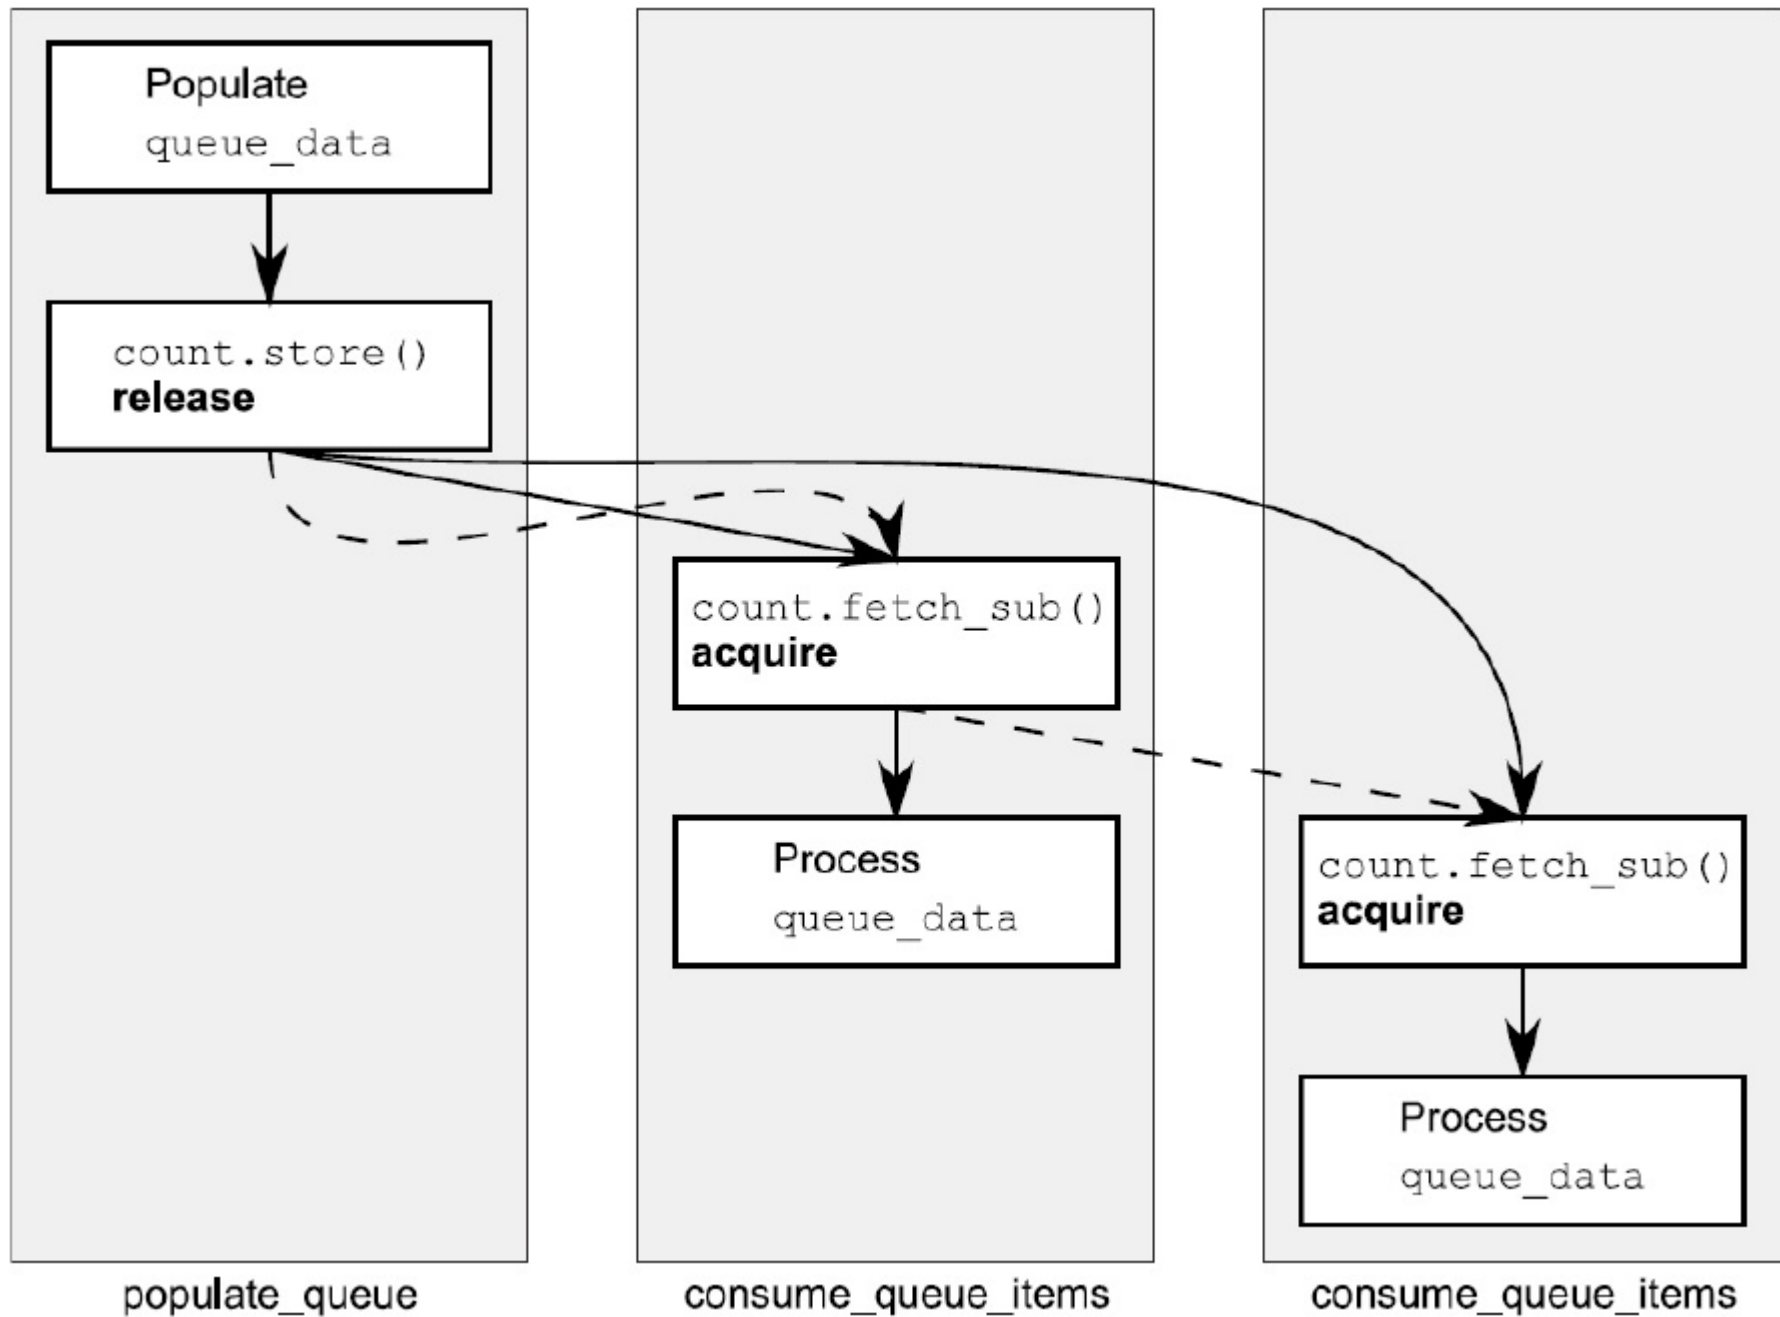 Populate
queue_data
count.store()
release
count.fetch_sub()
acquire
Process
queue_data
count.fetch_sub()
acquire
Process
queue_data
populate_queue
consume_queue_items
consume_queue_items